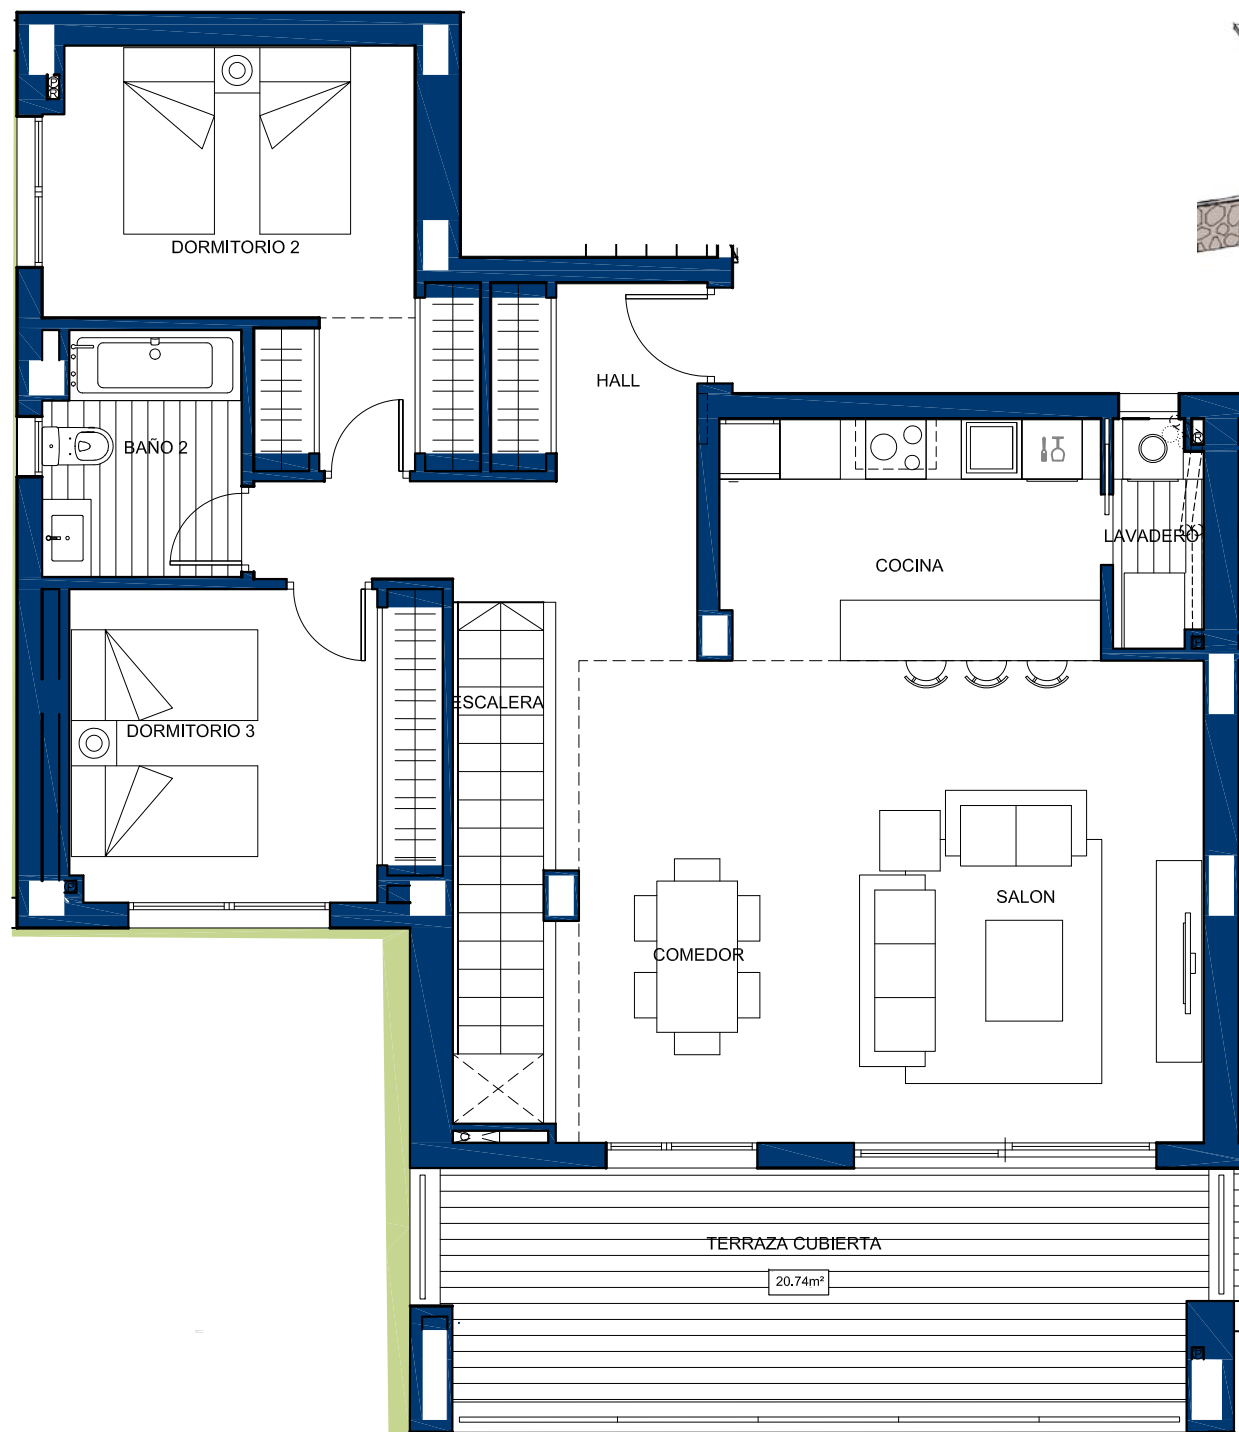 DORMITORIO 2
HALL
BAÑO 2
LAVADERO
COCINA
ESCALERA
DORMITORIO 3
SALON
COMEDOR
TERRAZA CUBIERTA
20.74m²